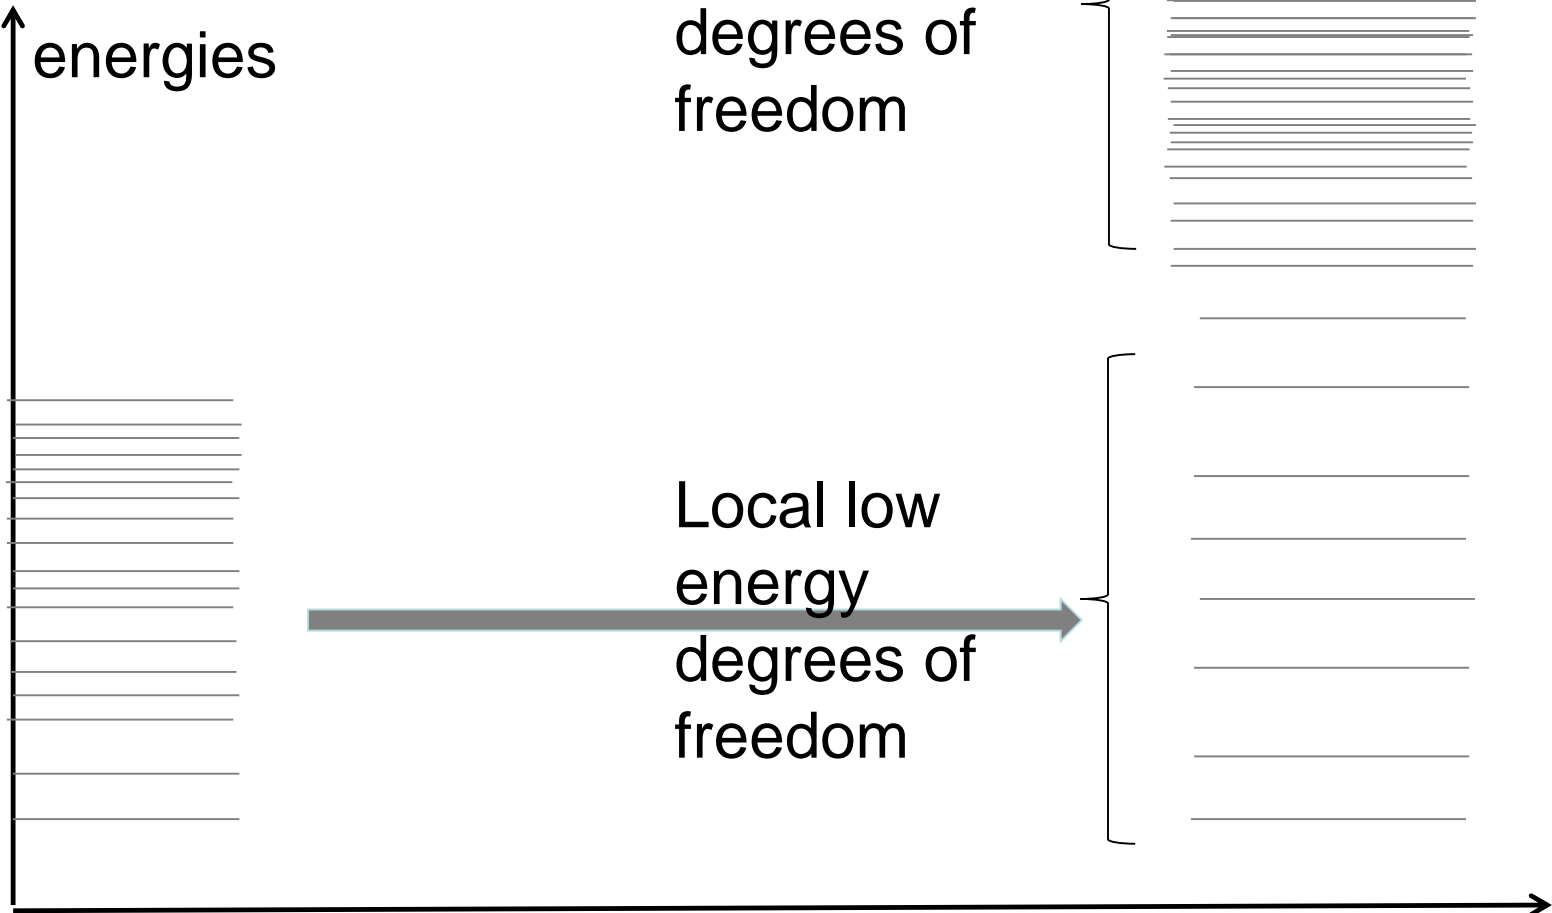 energies
degrees of
freedom
Local low
energy
degrees of
freedom